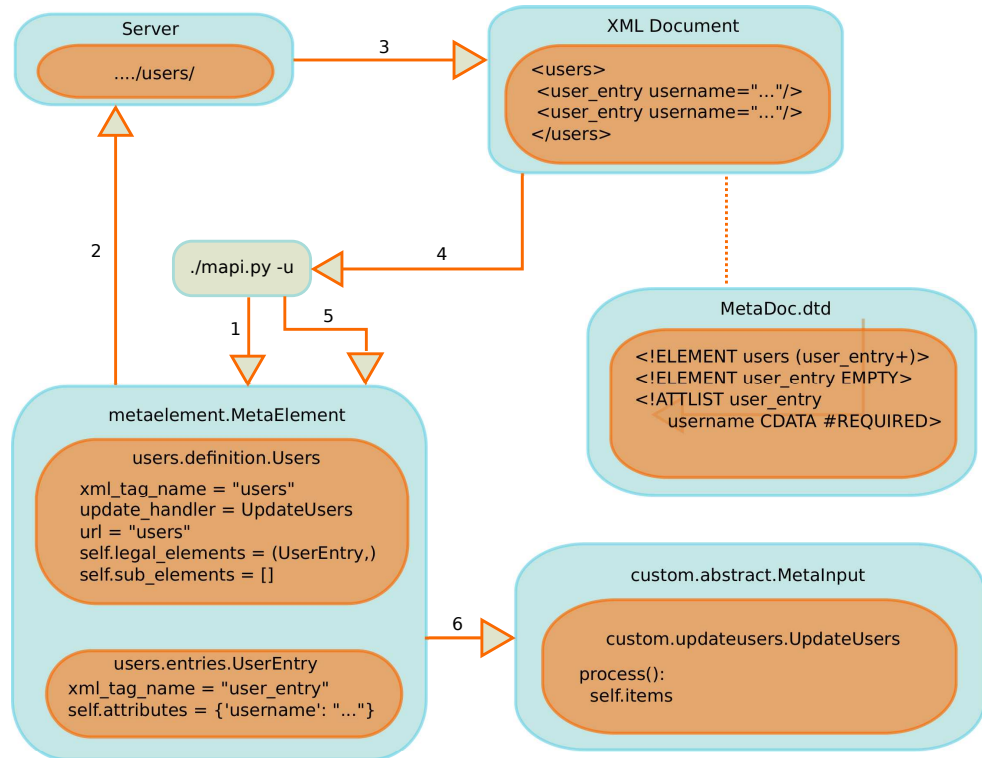 Server
..../users/
3
XML Document
<users>
<user_entry username="..."/>
<user_entry username="..."/>
</users>
2
./mapi.py -u
4
1
5
MetaDoc.dtd
<!ELEMENT users (user_entry+)>
<!ELEMENT user_entry EMPTY>
<!ATTLIST user_entry
username CDATA #REQUIRED>
metaelement.MetaElement
users.definition.Users
xml_tag_name = "users"
update_handler = UpdateUsers
url = "users"
self.legal_elements = (UserEntry,)
self.sub_elements = []
users.entries.UserEntry
xml_tag_name = "user_entry"
self.attributes = {'username': "..."}
6
custom.abstract.MetaInput
custom.updateusers.UpdateUsers
process():
self.items